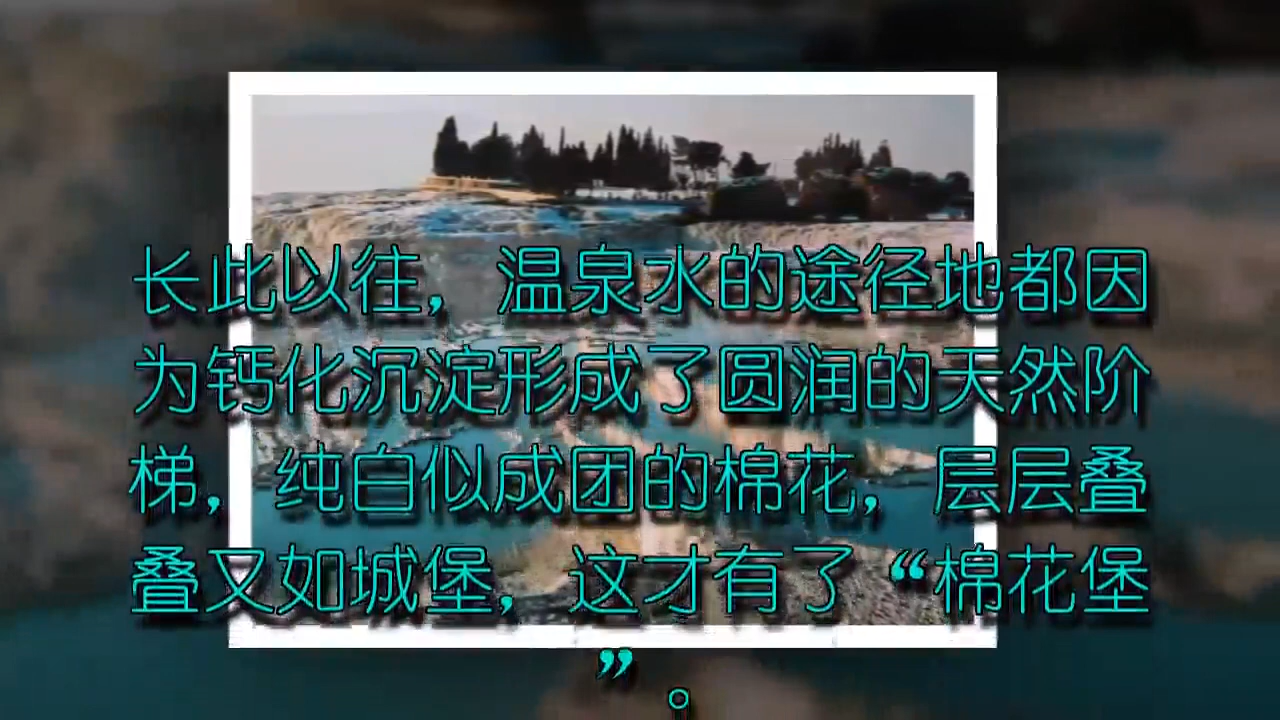 长此以往，温泉水的途径地都因
为钙化沉淀形成了圆润的天然阶
梯，纯白似成团的棉花，层层叠
叠又如城堡，这才有了“棉花堡
”。